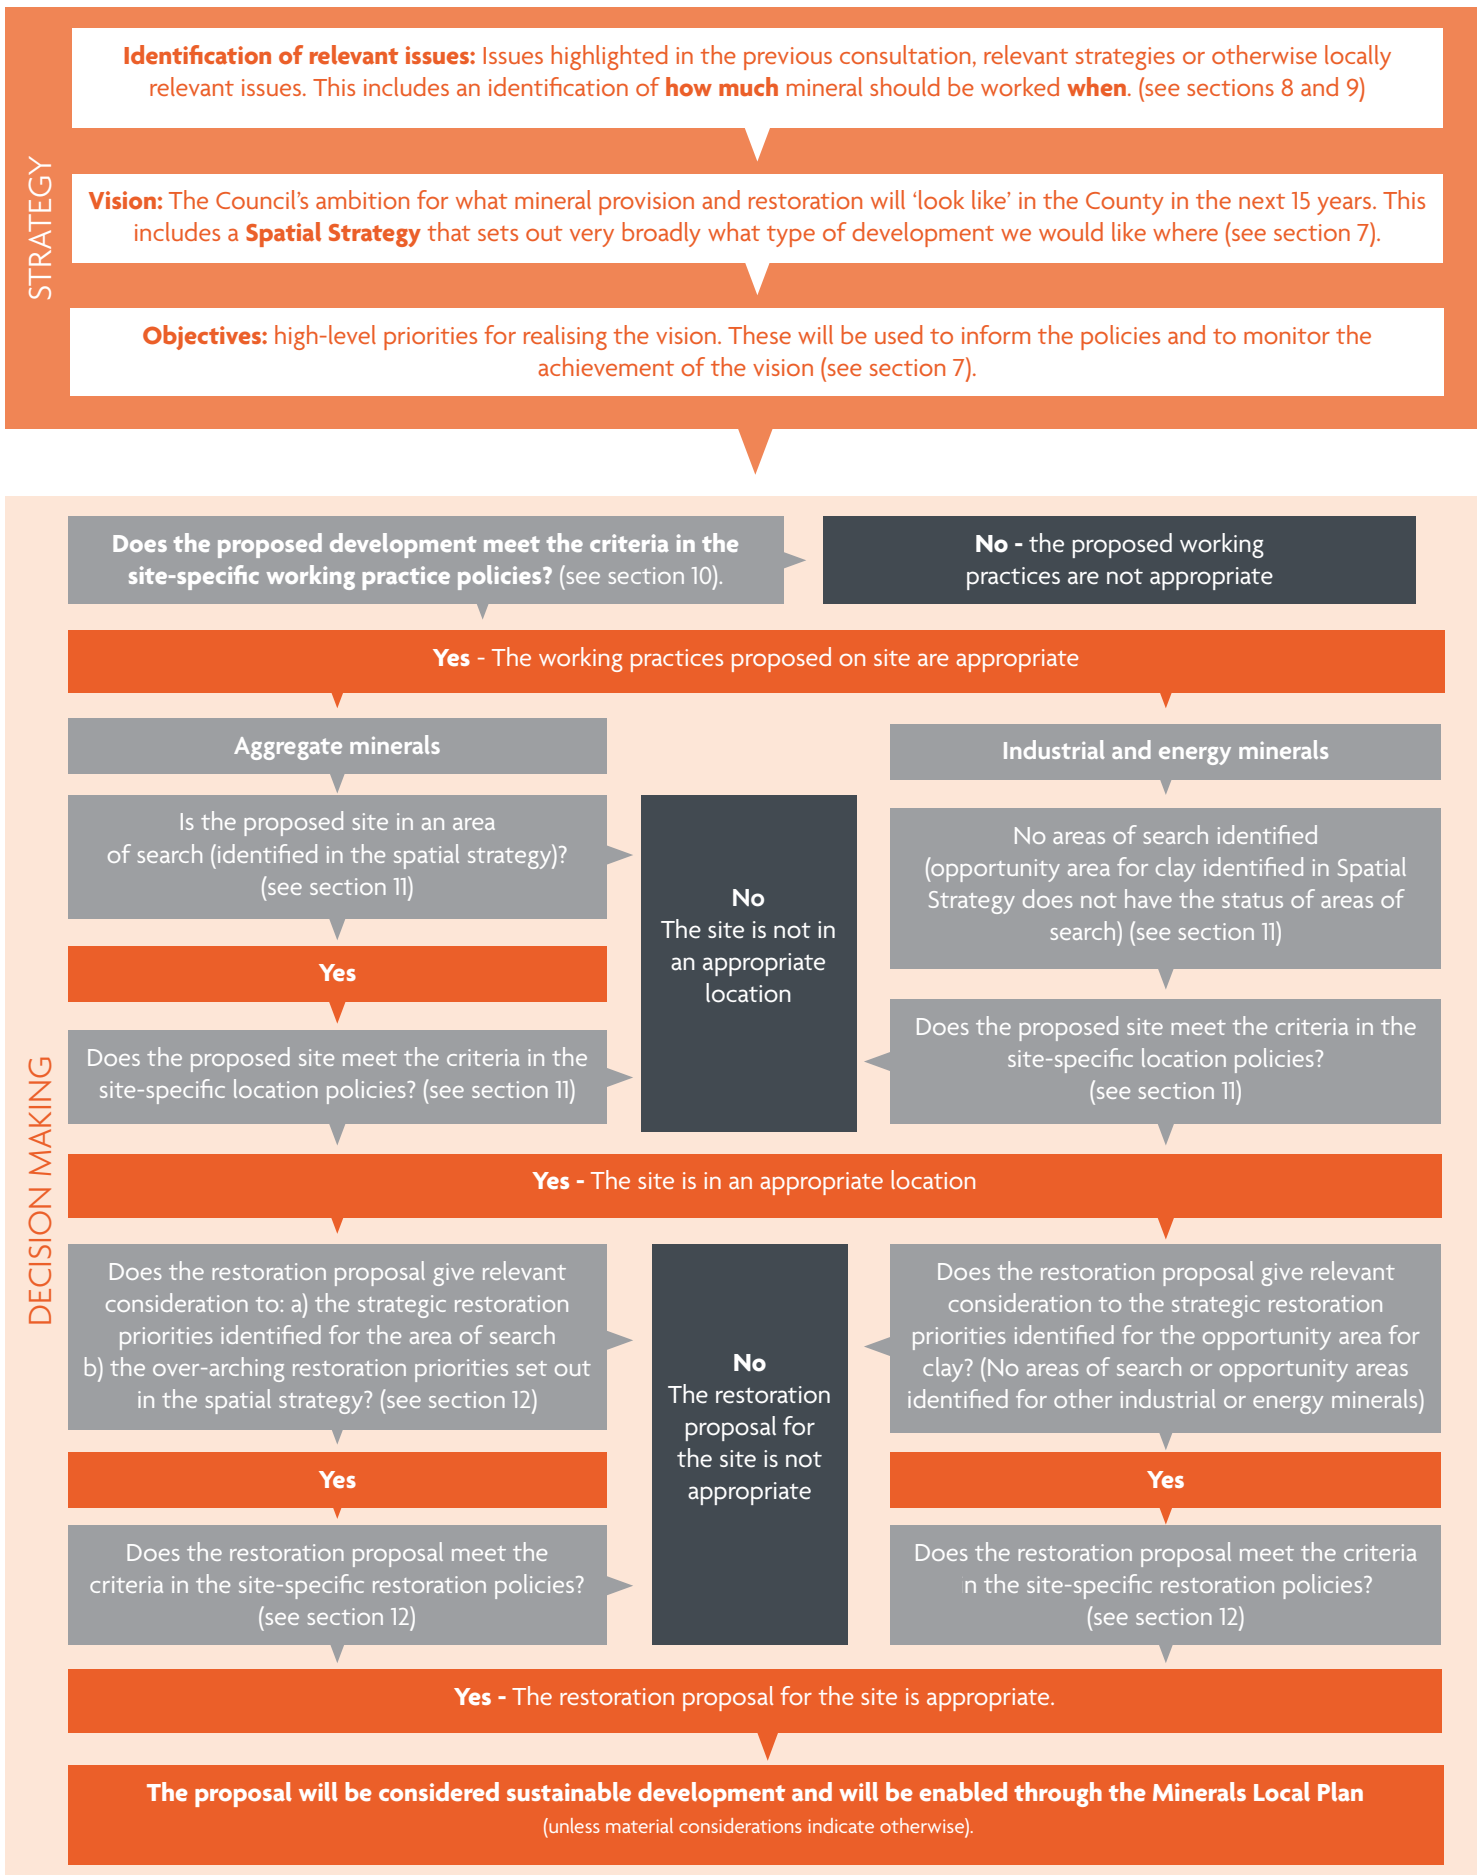 STRATEGY
Identification of relevant issues: Issues highlighted in the previous consultation, relevant strategies or otherwise locally
relevant issues. This includes an identification of how much mineral should be worked when. (see sections 8 and 9)
Vision: The Council's ambition for what mineral provision and restoration will 'look like' in the County in the next 15 years. This
includes a Spatial Strategy that sets out very broadly what type of development we would like where (see section 7).
Objectives: high-level priorities for realising the vision. These will be used to inform the policies and to monitor the
achievement of the vision (see section 7).
DECISION MAKING
Does the proposed development meet the criteria in the
site-specific working practice policies? (see section 10).
No - the proposed working
practices are not appropriate
Yes - The working practices proposed on site are appropriate
Aggregate minerals
Is the proposed site in an area
of search (identified in the spatial strategy)?
(see section 11)
Yes
Does the proposed site meet the criteria in the
site-specific location policies? (see section 11)
No
The site is not in
an appropriate
location
Industrial and energy minerals
No areas of search identified
(opportunity area for clay identified in Spatial
Strategy does not have the status of areas of
search) (see section 11)
Does the proposed site meet the criteria in the
site-specific location policies?
(see section 11)
Yes - The site is in an appropriate location
Does the restoration proposal give relevant
consideration to: a) the strategic restoration
priorities identified for the area of search
b) the over-arching restoration priorities set out
in the spatial strategy? (see section 12)
Yes
Does the restoration proposal meet the
criteria in the site-specific restoration policies?
(see section 12)
No
The restoration
proposal for
the site is not
appropriate
Does the restoration proposal give relevant
consideration to the strategic restoration
priorities identified for the opportunity area for
clay? (No areas of search or opportunity areas
identified for other industrial or energy minerals)
Yes
Does the restoration proposal meet the criteria
n the site-specific restoration policies?
(see section 12)
Yes - The restoration proposal for the site is appropriate.
The proposal will be considered sustainable development and will be enabled through the Minerals Local Plan
(unless material considerations indicate otherwise).